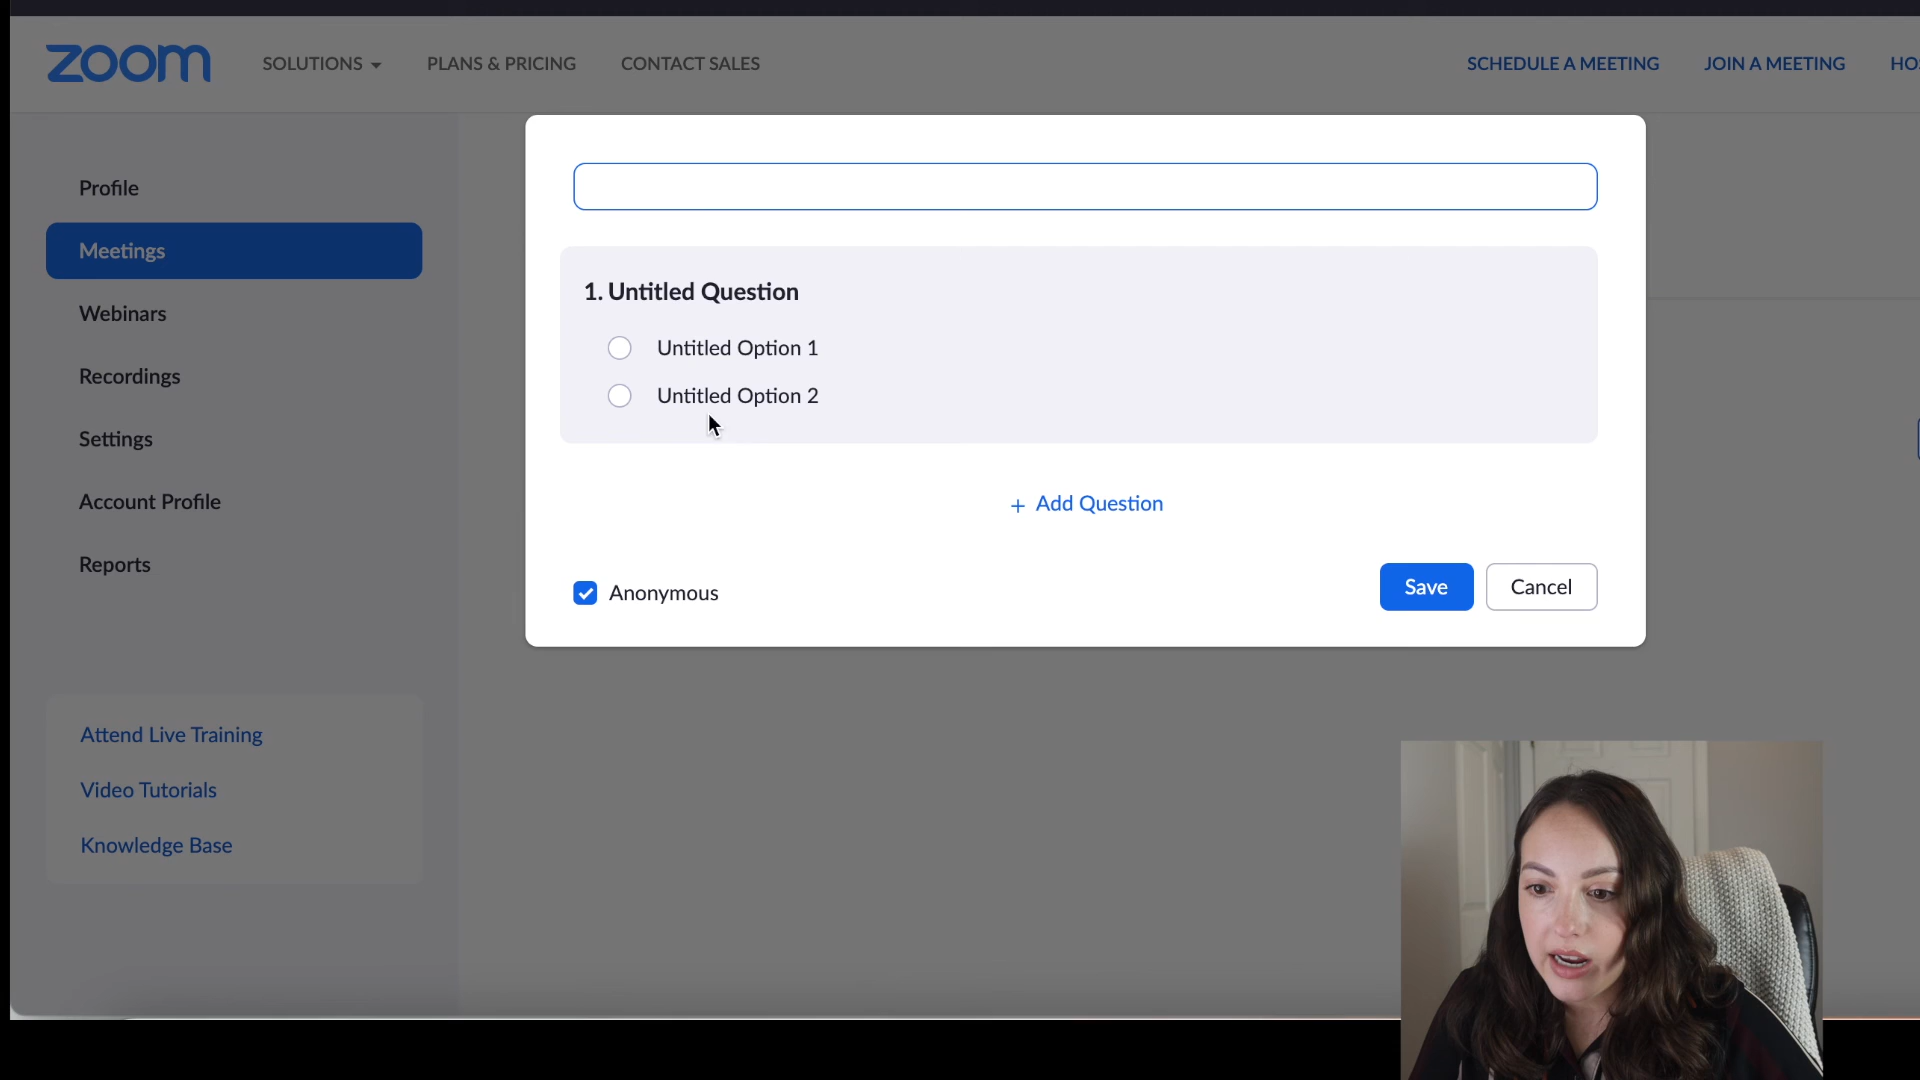 zoom SOLUTIONS PLANS & PRICING CONTACT SALES SCHEDULE A MEETING JOIN A MEETING HOS
Profile
Meetings
Webinars
Recordings
Settings
Account Profile
Reports
Attend Live Training
Video Tutorials
Knowledge Base
1. Untitled Question
Untitled Option 1
Untitled Option 2
+ Add Question
Anonymous
Save Cancel